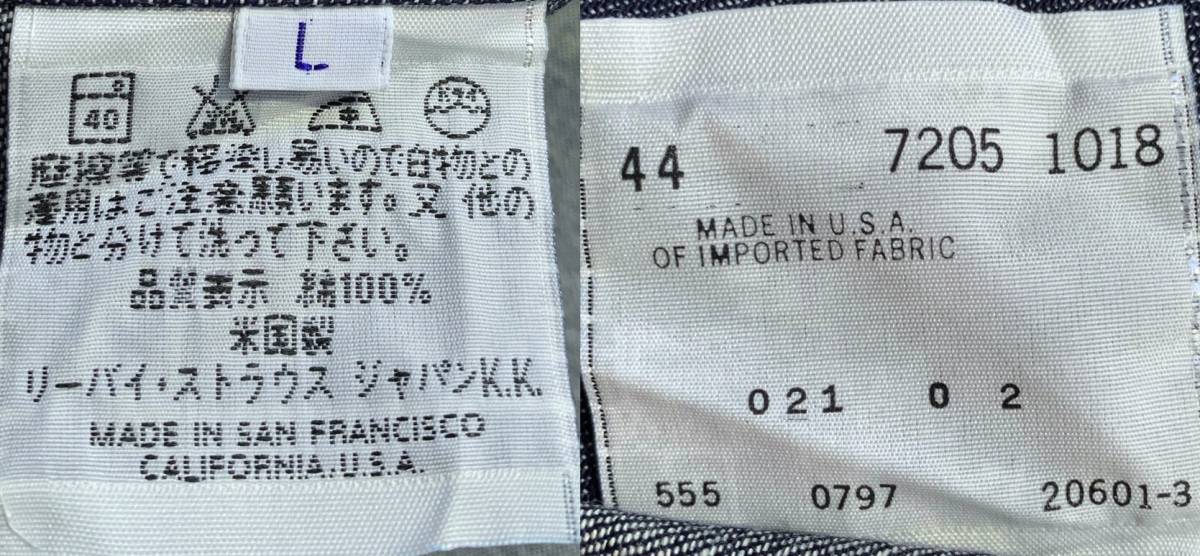 L
40
摩擦等で移染し易いので白物との
着用はご注意願います。又 他の
物と分けて洗って下さい。
品質表示 綿100%
米国製
リーバイ・ストラウス ジャパンK.K.
MADE IN SAN FRANCISCO
CALIFORNIA.U.S.A.
44 7205 1018
MADE IN U.S.A.
OF IMPORTED FABRIC
021 0 2
555 0797 20601-3